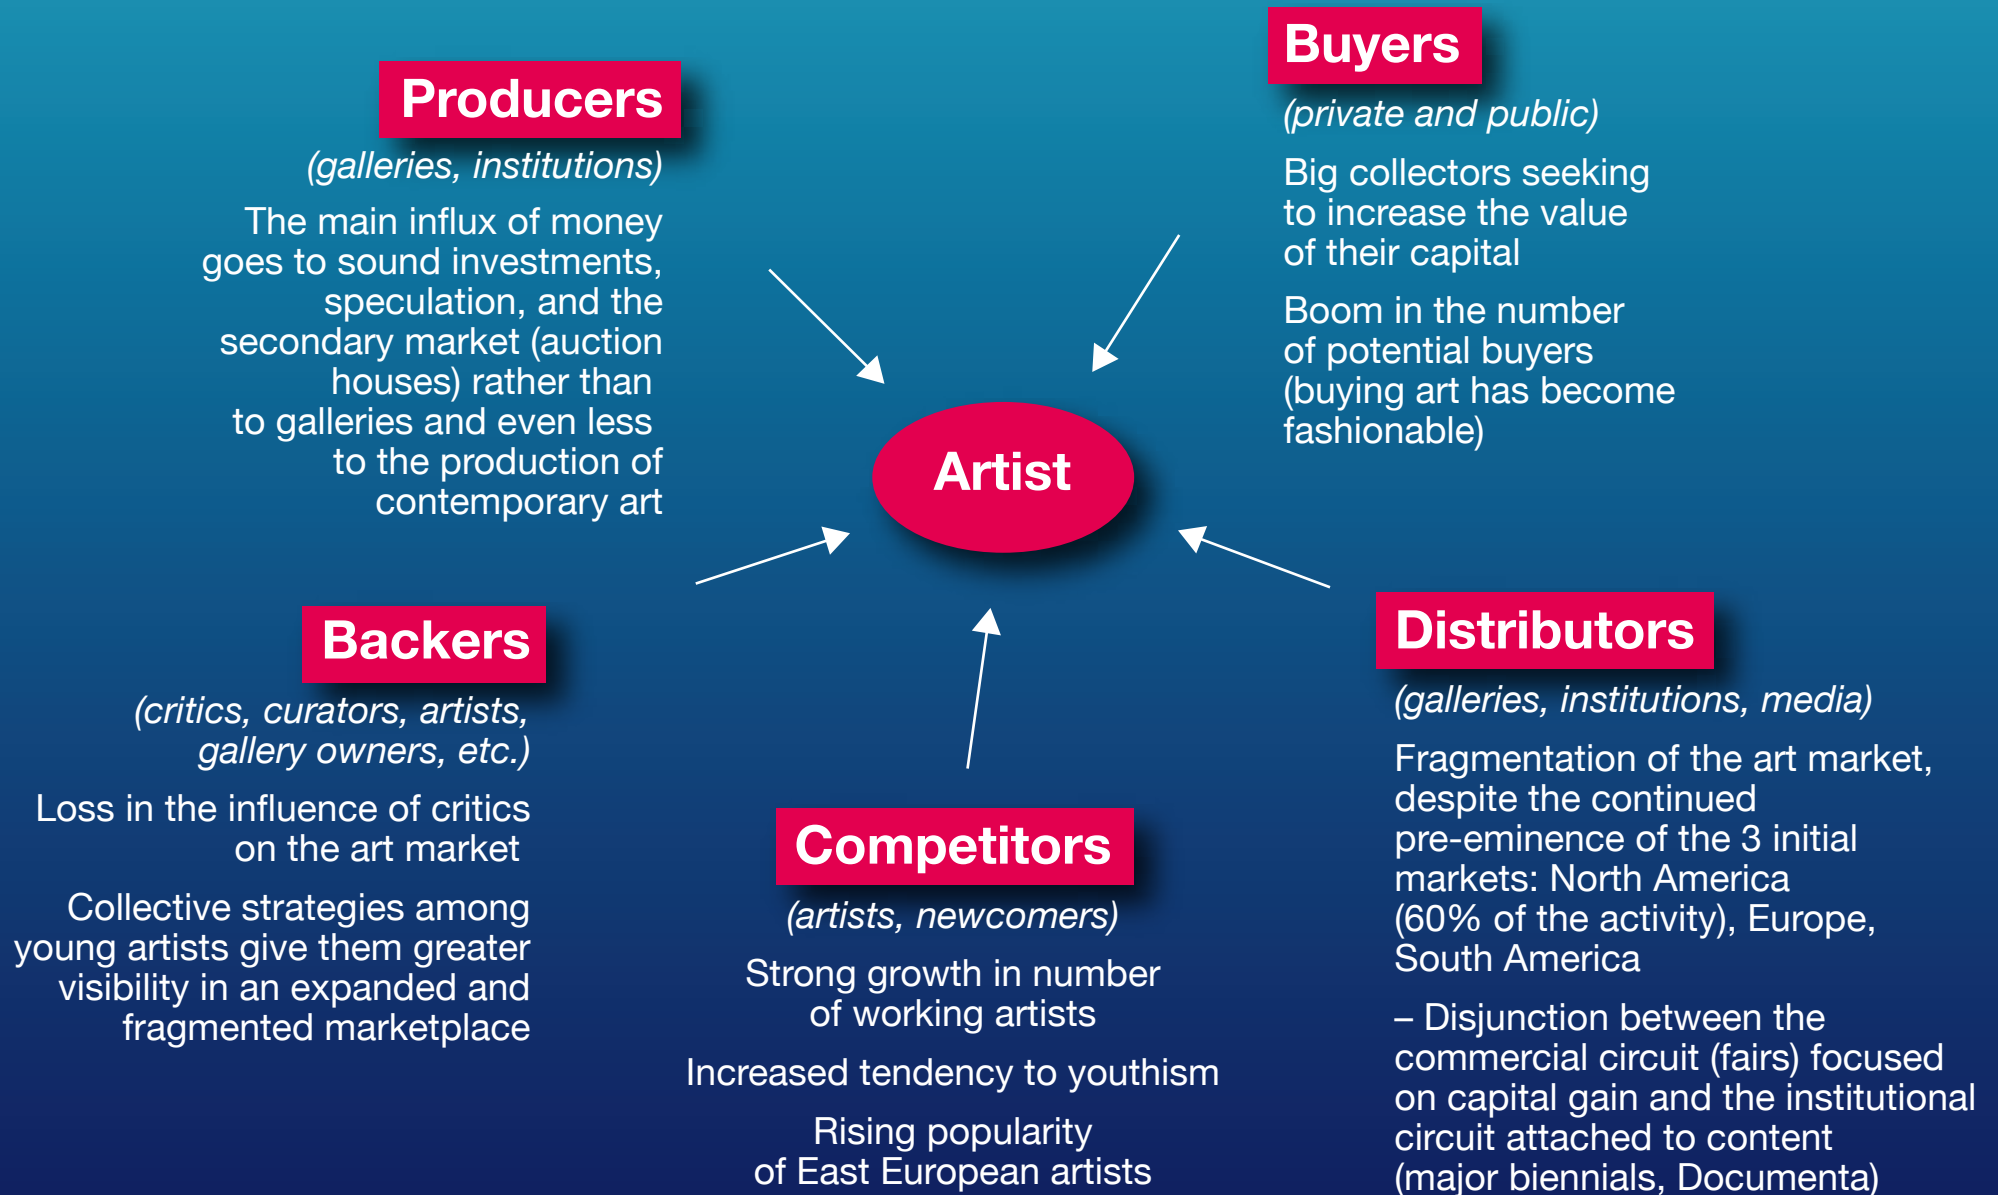 Producers
(galleries, institutions)
The main influx of money
goes to sound investments,
speculation, and the
secondary market (auction
houses) rather than
to galleries and even less
to the production of
contemporary art
Buyers
(private and public)
Big collectors seeking
to increase the value
of their capital
Boom in the number
of potential buyers
(buying art has become
fashionable)
Artist
Backers
(critics, curators, artists,
gallery owners, etc.)
Loss in the influence of critics
on the art market
Collective strategies among
young artists give them greater
visibility in an expanded and
fragmented marketplace
Competitors
(artists, newcomers)
Strong growth in number
of working artists
Increased tendency to youthism
Rising popularity
of East European artists
Distributors
(galleries, institutions, media)
Fragmentation of the art market,
despite the continued
pre-eminence of the 3 initial
markets: North America
(60% of the activity), Europe,
South America
– Disjunction between the
commercial circuit (fairs) focused
on capital gain and the institutional
circuit attached to content
(major biennials, Documenta)